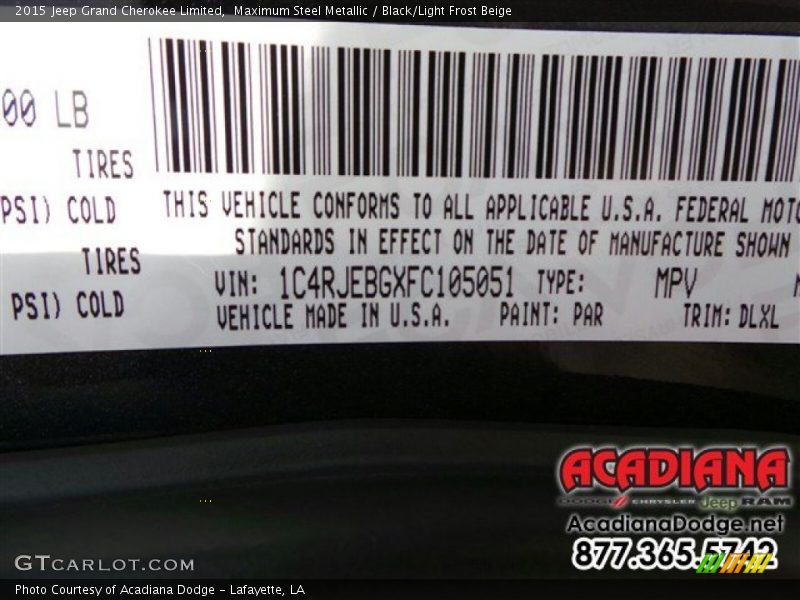 2015 Jeep Grand Cherokee Limited, Maximum Steel Metallic / Black/Light Frost Beige
00 LB
TIRES
PSI) COLD
TIRES
PSI) COLD
THIS VEHICLE CONFORMS TO ALL APPLICABLE U.S.A. FEDERAL MOTO
STANDARDS IN EFFECT ON THE DATE OF MANUFACTURE SHOWN
VIN: 1C4RJEBGXFC105051 TYPE: MPV
VEHICLE MADE IN U.S.A. PAINT: PAR TRIM: DLXL
ACADIANA
DODGE CHRYSLER Jeep RAM
AcadianaDodge.net
877.365.5742
GTCARLOT.COM
Photo Courtesy of Acadiana Dodge - Lafayette, LA